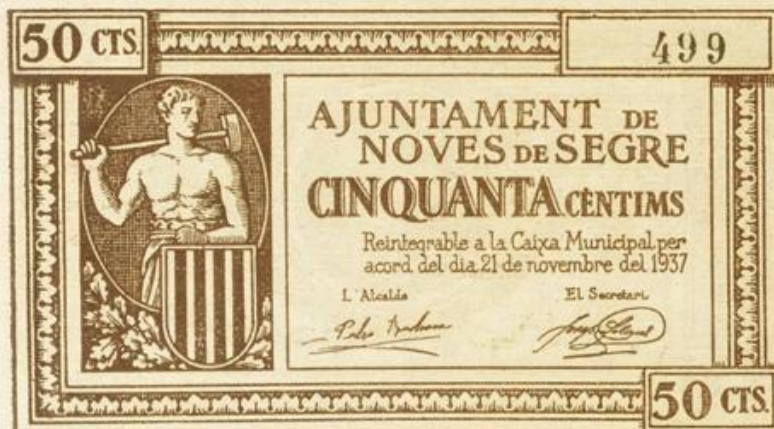 50 CTS.
499
AJUNTAMENT DE
NOVES DE SEGRE
CINQUANTA CÈNTIMS
Reintegrable a la Caixa Municipal per
acord del dia 21 de novembre del 1937
L'Alcalde
El Secretari,
50 CTS.